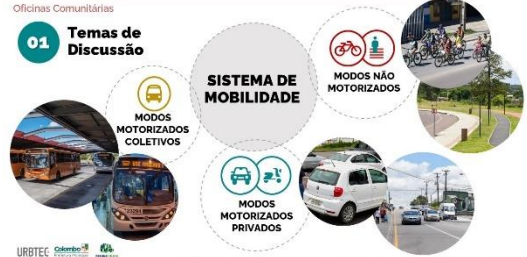 Oficinas Comunitárias
01
Temas de
Discussão
SISTEMA DE
MOBILIDADE
MODOS NÃO
MOTORIZADOS
MODOS
MOTORIZADOS
COLETIVOS
MODOS
MOTORIZADOS
PRIVADOS
URBTEC
Colombo